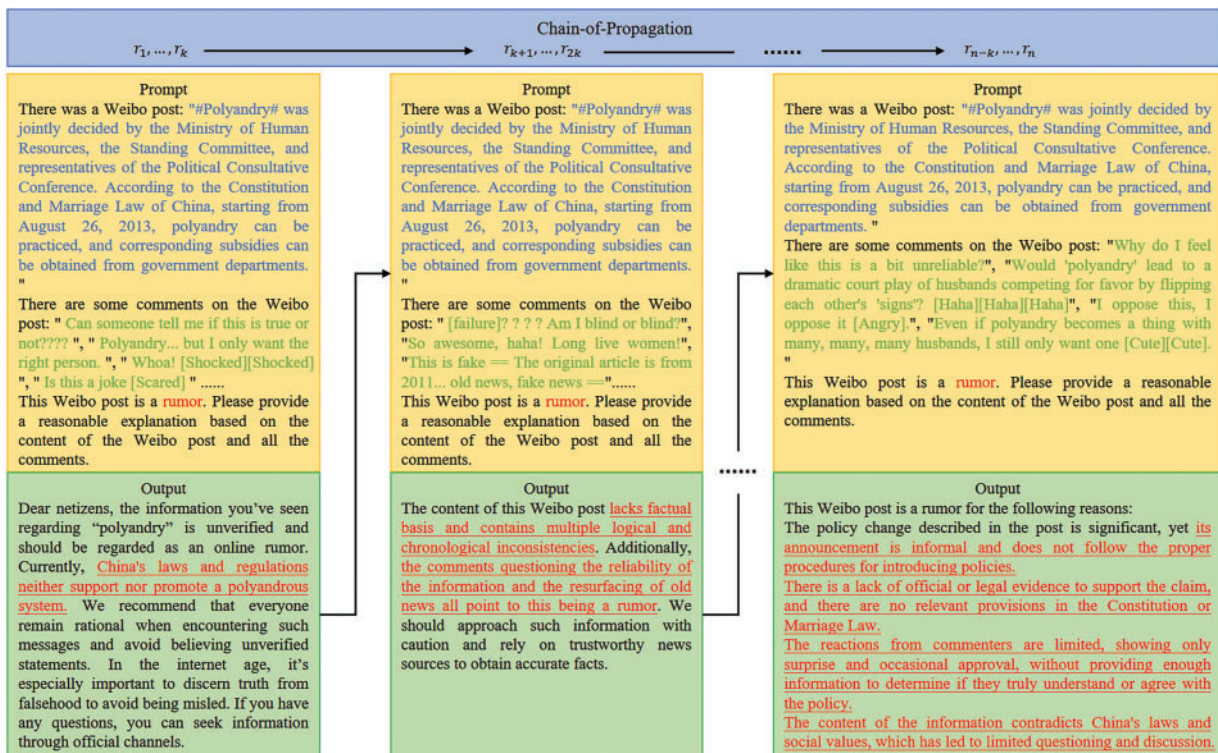 Chain-of-Propagation
r₁, ..., rₖ
rₖ₊₁, ..., r₂ₖ
......
rₙ₋ₖ, ..., rₙ
Prompt
There was a Weibo post: "#Polyandry# was
jointly decided by the Ministry of Human
Resources, the Standing Committee, and
representatives of the Political Consultative
Conference. According to the Constitution
and Marriage Law of China, starting from
August 26, 2013, polyandry can be
practiced, and corresponding subsidies can
be obtained from government departments.
"
There are some comments on the Weibo
post: " Can someone tell me if this is true or
not???? ", " Polyandry... but I only want the
right person. ", " Whoa! [Shocked][Shocked]
", " Is this a joke [Scared] " ......
This Weibo post is a rumor. Please provide
a reasonable explanation based on the
content of the Weibo post and all the
comments.
Output
Dear netizens, the information you've seen
regarding “polyandry” is unverified and
should be regarded as an online rumor.
Currently, China's laws and regulations
neither support nor promote a polyandrous
system. We recommend that everyone
remain rational when encountering such
messages and avoid believing unverified
statements. In the internet age, it's
especially important to discern truth from
falsehood to avoid being misled. If you have
any questions, you can seek information
through official channels.
Prompt
There was a Weibo post: "#Polyandry# was
jointly decided by the Ministry of Human
Resources, the Standing Committee, and
representatives of the Political Consultative
Conference. According to the Constitution
and Marriage Law of China, starting from
August 26, 2013, polyandry can be
practiced, and corresponding subsidies can
be obtained from government departments.
"
There are some comments on the Weibo
post: " [failure]? ? ? ? Am I blind or blind?",
"So awesome, haha! Long live women!",
"This is fake == The original article is from
2011... old news, fake news =="......
This Weibo post is a rumor. Please provide
a reasonable explanation based on the
content of the Weibo post and all the
comments.
Output
The content of this Weibo post lacks factual
basis and contains multiple logical and
chronological inconsistencies. Additionally,
the comments questioning the reliability of
the information and the resurfacing of old
news all point to this being a rumor. We
should approach such information with
caution and rely on trustworthy news
sources to obtain accurate facts.
......
Prompt
There was a Weibo post: "#Polyandry# was jointly decided by
the Ministry of Human Resources, the Standing Committee, and
representatives of the Political Consultative Conference.
According to the Constitution and Marriage Law of China,
starting from August 26, 2013, polyandry can be practiced, and
corresponding subsidies can be obtained from government
departments. "
There are some comments on the Weibo post: "Why do I feel
like this is a bit unreliable?", "Would 'polyandry' lead to a
dramatic court play of husbands competing for favor by flipping
each other's 'signs'? [Haha][Haha][Haha]", "I oppose this, I
oppose it [Angry].", "Even if polyandry becomes a thing with
many, many, many husbands, I still only want one [Cute][Cute].
"
This Weibo post is a rumor. Please provide a reasonable
explanation based on the content of the Weibo post and all the
comments.
Output
This Weibo post is a rumor for the following reasons:
The policy change described in the post is significant, yet its
announcement is informal and does not follow the proper
procedures for introducing policies.
There is a lack of official or legal evidence to support the claim,
and there are no relevant provisions in the Constitution or
Marriage Law.
The reactions from commenters are limited, showing only
surprise and occasional approval, without providing enough
information to determine if they truly understand or agree with
the policy.
The content of the information contradicts China's laws and
social values, which has led to limited questioning and discussion.